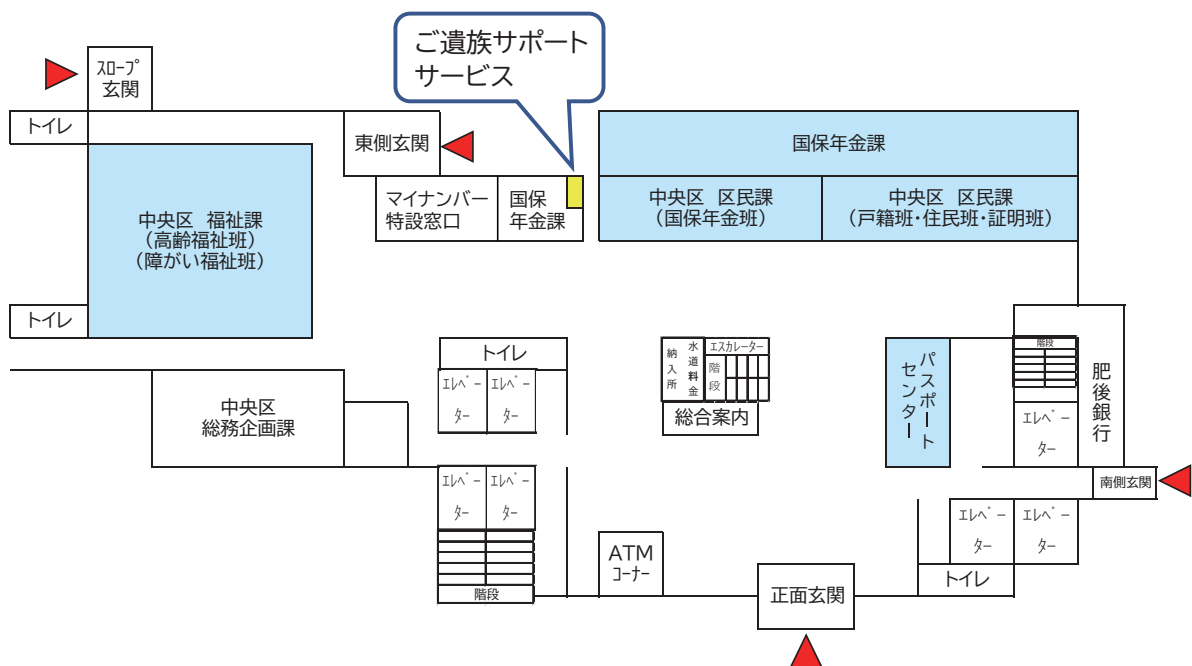 ご遺族サポート
サービス
ｽﾛｰﾌﾟ
玄関
トイレ
東側玄関
国保年金課
マイナンバー
特設窓口
国保
年金課
中央区 区民課
（国保年金班）
中央区 区民課
（戸籍班・住民班・証明班）
中央区 福祉課
（高齢福祉班）
（障がい福祉班）
トイレ
トイレ
ｴﾚﾍﾞｰ
ﾀｰ
ｴﾚﾍﾞｰ
ﾀｰ
水道料金
納入所
ｴｽｶﾚｰﾀｰ
階段
総合案内
パスポート
センター
階段
肥後銀行
ｴﾚﾍﾞｰ
ﾀｰ
中央区
総務企画課
ｴﾚﾍﾞｰ
ﾀｰ
ｴﾚﾍﾞｰ
ﾀｰ
階段
南側玄関
ｴﾚﾍﾞｰ
ﾀｰ
ｴﾚﾍﾞｰ
ﾀｰ
トイレ
ATM
ｺｰﾅｰ
正面玄関